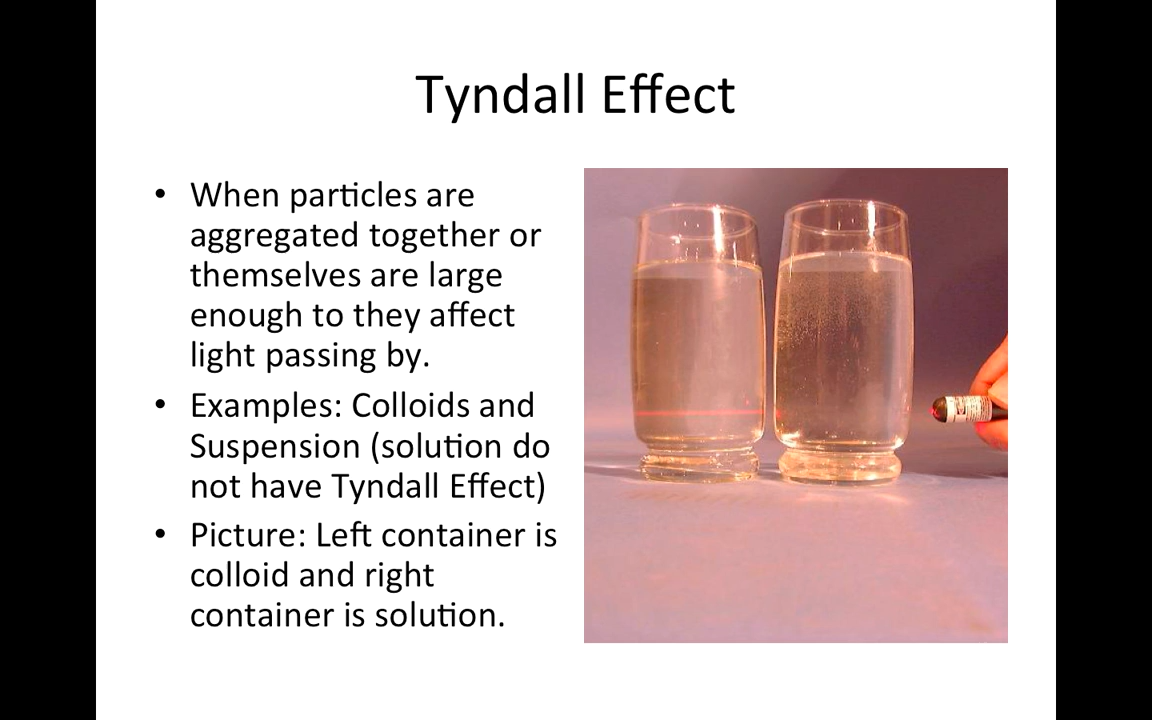 Tyndall Effect
• When particles are
aggregated together or
themselves are large
enough to they affect
light passing by.
• Examples: Colloids and
Suspension (solution do
not have Tyndall Effect)
• Picture: Left container is
colloid and right
container is solution.